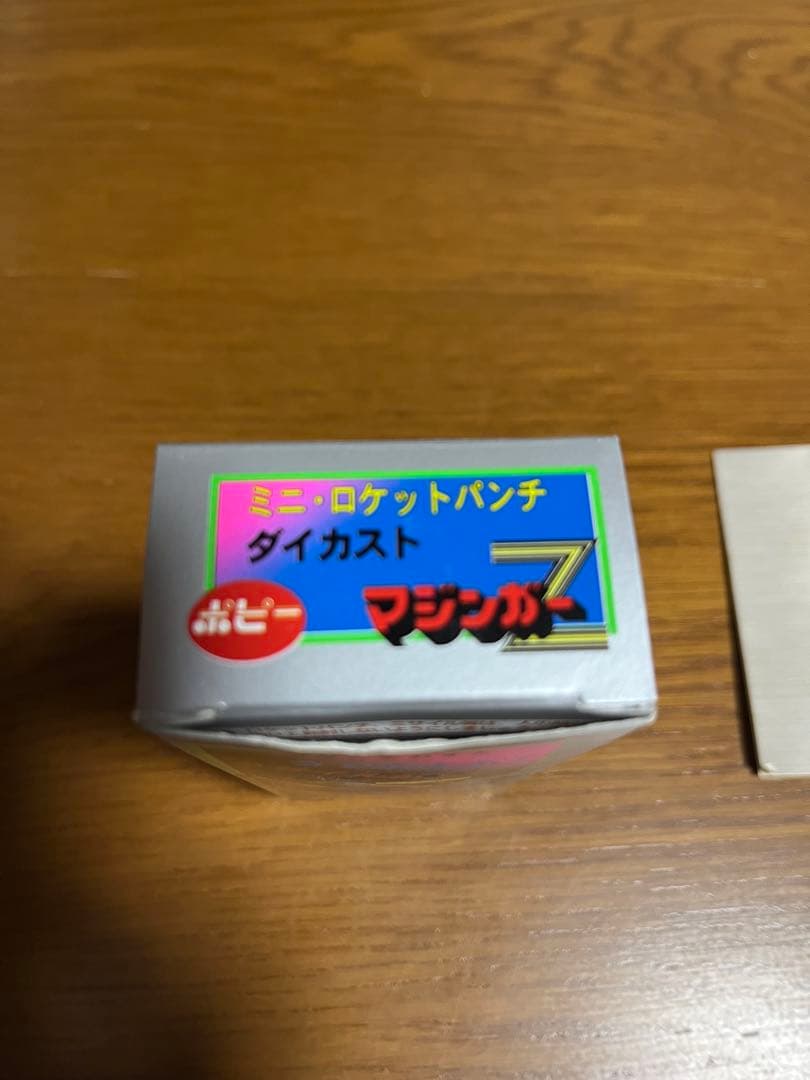 ミニ・ロケットパンチ
ダイカスト
ポピー
マジンガーZ